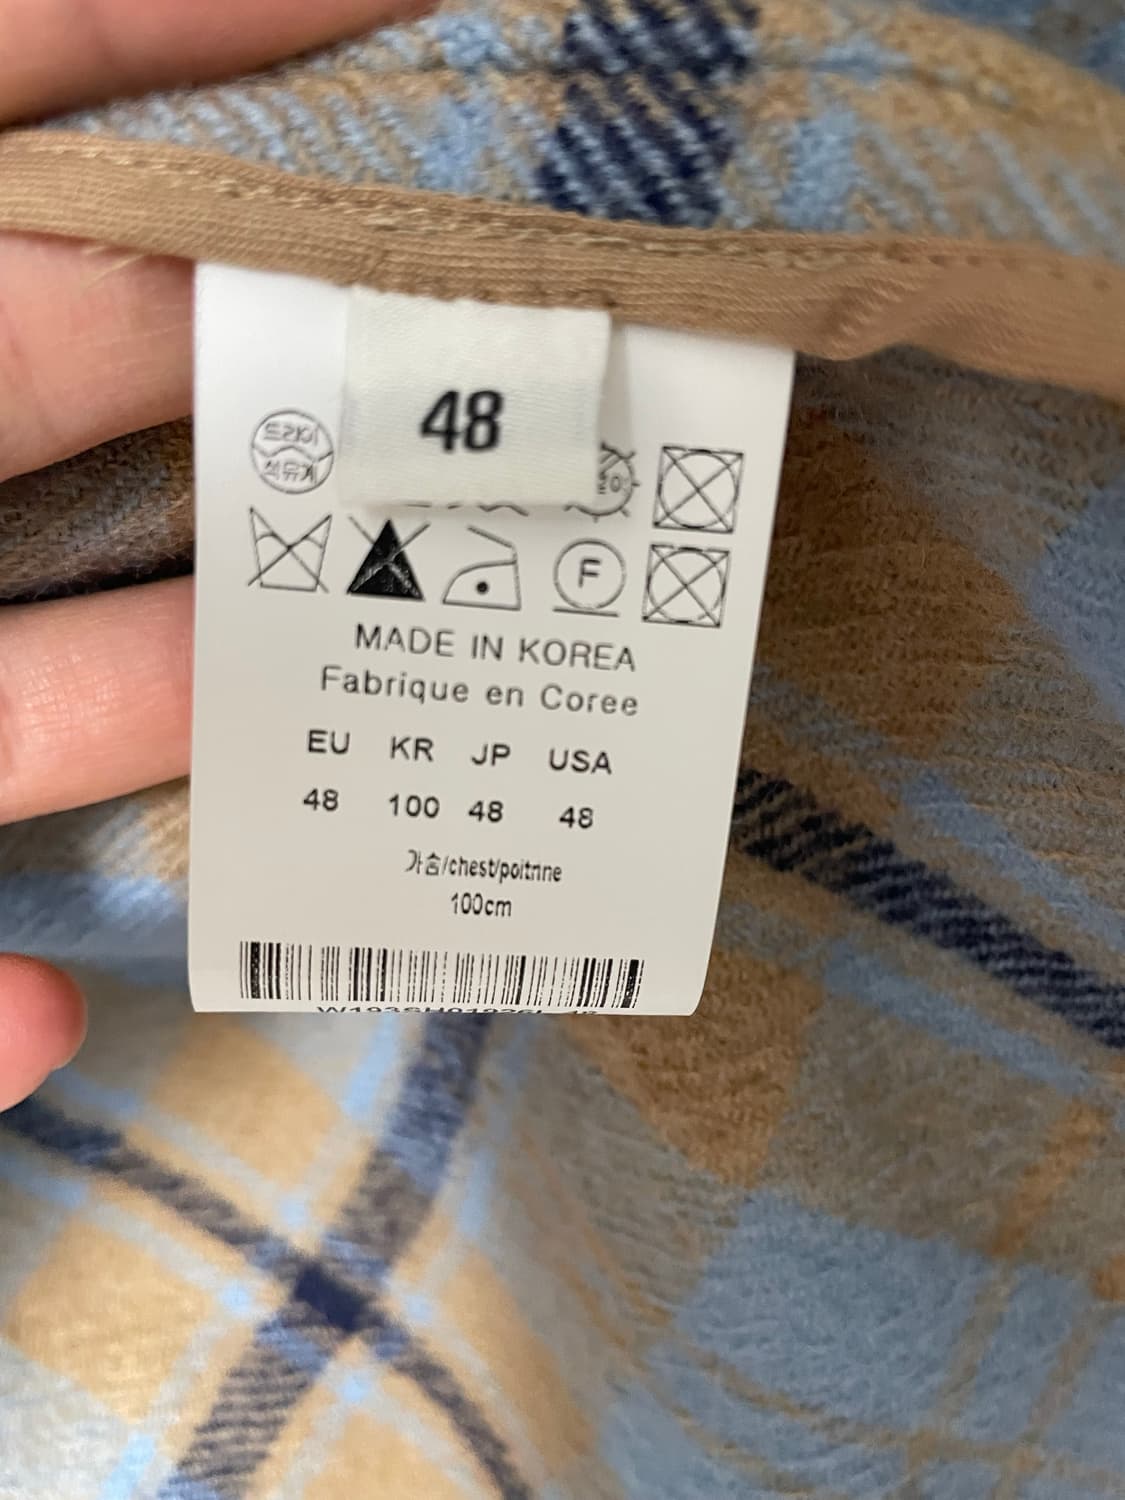 48
드라이
석유계
F
MADE IN KOREA
Fabrique en Coree
EU KR JP USA
48 100 48 48
가슴/chest/poitrine
100cm